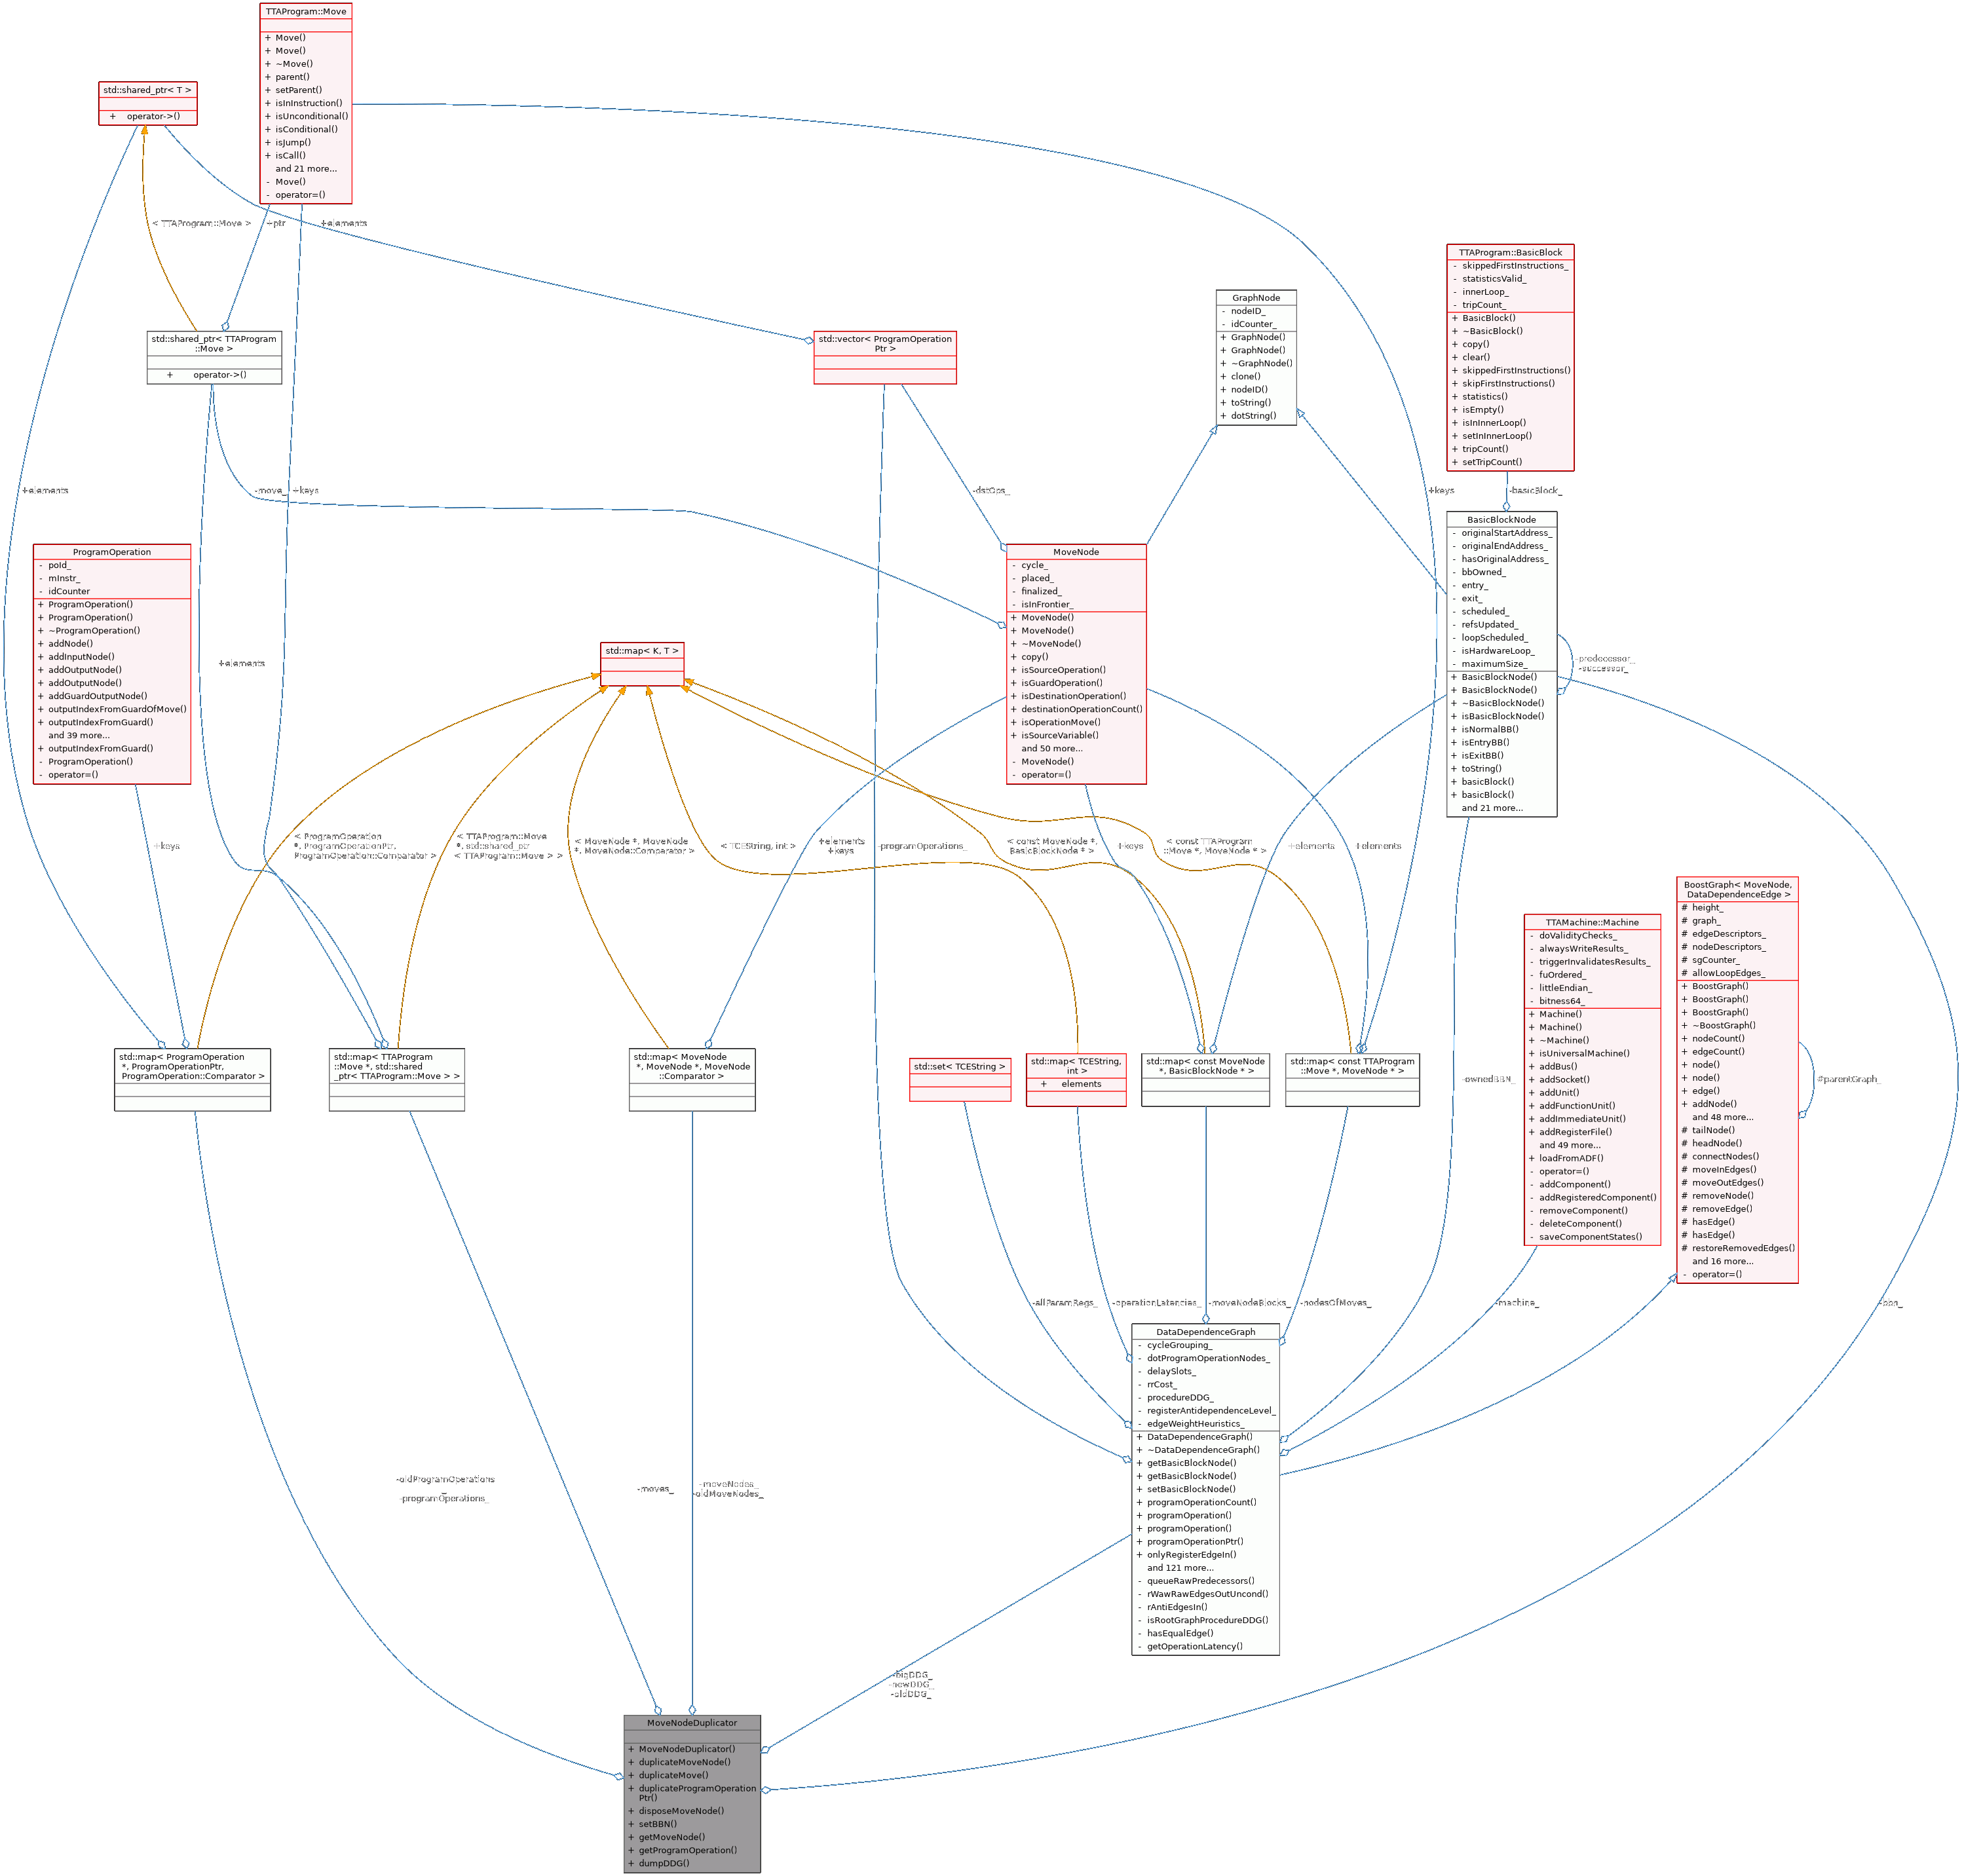 TTAProgram::Move
+ Move()
+ Move()
+ ~Move()
+ parent()
+ setParent()
+ isInInstruction()
+ isUnconditional()
+ isConditional()
+ isJump()
+ isCall()
and 21 more...
- Move()
- operator=()
std::shared_ptr< T >
+ operator->()
< TTAProgram::Move >
+ptr
+elements
TTAProgram::BasicBlock
- skippedFirstInstructions_
- statisticsValid_
- innerLoop_
- tripCount_
+ BasicBlock()
+ ~BasicBlock()
+ copy()
+ clear()
+ skippedFirstInstructions()
+ skipFirstInstructions()
+ statistics()
+ isEmpty()
+ isInInnerLoop()
+ setInInnerLoop()
+ tripCount()
+ setTripCount()
GraphNode
- nodeID_
- idCounter_
+ GraphNode()
+ GraphNode()
+ ~GraphNode()
+ clone()
+ nodeID()
+ toString()
+ dotString()
std::shared_ptr< TTAProgram
::Move >
+ operator->()
std::vector< ProgramOperation
Ptr >
+elements
-move_
+keys
-dstOps_
+keys
-basicBlock_
ProgramOperation
- poId_
- mInstr_
- idCounter
+ ProgramOperation()
+ ProgramOperation()
+ ~ProgramOperation()
+ addNode()
+ addInputNode()
+ addOutputNode()
+ addOutputNode()
+ addGuardOutputNode()
+ outputIndexFromGuardOfMove()
+ outputIndexFromGuard()
and 39 more...
+ outputIndexFromGuard()
- ProgramOperation()
- operator=()
+elements
std::map< K, T >
MoveNode
- cycle_
- placed_
- finalized_
- isInFrontier_
+ MoveNode()
+ MoveNode()
+ ~MoveNode()
+ copy()
+ isSourceOperation()
+ isGuardOperation()
+ isDestinationOperation()
+ destinationOperationCount()
+ isOperationMove()
+ isSourceVariable()
and 50 more...
- MoveNode()
- operator=()
BasicBlockNode
- originalStartAddress_
- originalEndAddress_
- hasOriginalAddress_
- bbOwned_
- entry_
- exit_
- scheduled_
- refsUpdated_
- loopScheduled_
- isHardwareLoop_
- maximumSize_
+ BasicBlockNode()
+ BasicBlockNode()
+ ~BasicBlockNode()
+ isBasicBlockNode()
+ isNormalBB()
+ isEntryBB()
+ isExitBB()
+ toString()
+ basicBlock()
+ basicBlock()
and 21 more...
-predecessor_
-successor_
+keys
< ProgramOperation
*, ProgramOperationPtr,
ProgramOperation::Comparator >
< TTAProgram::Move
*, std::shared_ptr
< TTAProgram::Move > >
< MoveNode *, MoveNode
*, MoveNode::Comparator >
< TCEString, int >
+elements
+keys
-programOperations_
< const MoveNode *,
BasicBlockNode * >
+keys
< const TTAProgram
::Move *, MoveNode * >
+elements
+elements
BoostGraph< MoveNode,
DataDependenceEdge >
# height_
# graph_
# edgeDescriptors_
# nodeDescriptors_
# sgCounter_
# allowLoopEdges_
+ BoostGraph()
+ BoostGraph()
+ BoostGraph()
+ ~BoostGraph()
+ nodeCount()
+ edgeCount()
+ node()
+ node()
+ edge()
+ addNode()
and 48 more...
# tailNode()
# headNode()
# connectNodes()
# moveInEdges()
# moveOutEdges()
# removeNode()
# removeEdge()
# hasEdge()
# hasEdge()
# restoreRemovedEdges()
and 16 more...
- operator=()
#parentGraph_
TTAMachine::Machine
- doValidityChecks_
- alwaysWriteResults_
- triggerInvalidatesResults_
- fuOrdered_
- littleEndian_
- bitness64_
+ Machine()
+ Machine()
+ ~Machine()
+ isUniversalMachine()
+ addBus()
+ addSocket()
+ addUnit()
+ addFunctionUnit()
+ addImmediateUnit()
+ addRegisterFile()
and 49 more...
+ loadFromADF()
- operator=()
- addComponent()
- addRegisteredComponent()
- removeComponent()
- deleteComponent()
- saveComponentStates()
std::map< ProgramOperation
*, ProgramOperationPtr,
ProgramOperation::Comparator >
std::map< TTAProgram
::Move *, std::shared
_ptr< TTAProgram::Move > >
std::map< MoveNode
*, MoveNode *, MoveNode
::Comparator >
std::set< TCEString >
std::map< TCEString,
int >
+ elements
std::map< const MoveNode
*, BasicBlockNode * >
std::map< const TTAProgram
::Move *, MoveNode * >
-ownedBBN_
-allParamRegs_
-operationLatencies_
-moveNodeBlocks_
-nodesOfMoves_
-machine_
-bbn_
DataDependenceGraph
- cycleGrouping_
- dotProgramOperationNodes_
- delaySlots_
- rrCost_
- procedureDDG_
- registerAntidependenceLevel_
- edgeWeightHeuristics_
+ DataDependenceGraph()
+ ~DataDependenceGraph()
+ getBasicBlockNode()
+ getBasicBlockNode()
+ setBasicBlockNode()
+ programOperationCount()
+ programOperation()
+ programOperation()
+ programOperationPtr()
+ onlyRegisterEdgeIn()
and 121 more...
- queueRawPredecessors()
- rWawRawEdgesOutUncond()
- rAntiEdgesIn()
- isRootGraphProcedureDDG()
- hasEqualEdge()
- getOperationLatency()
-oldProgramOperations
_
-programOperations_
-moves_
-moveNodes_
-oldMoveNodes_
-bigDDG_
-newDDG_
-oldDDG_
MoveNodeDuplicator
+ MoveNodeDuplicator()
+ duplicateMoveNode()
+ duplicateMove()
+ duplicateProgramOperation
Ptr()
+ disposeMoveNode()
+ setBBN()
+ getMoveNode()
+ getProgramOperation()
+ dumpDDG()